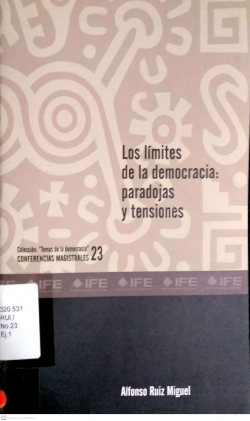 Los límites
de la democracia:
paradojas
y tensiones
Colección: "Temas de la democracia"
CONFERENCIAS MAGISTRALES 23
IFE IFE IFE IFE
320.531
RUI.l
No.23
Ej.1
Alfonso Ruiz Miguel